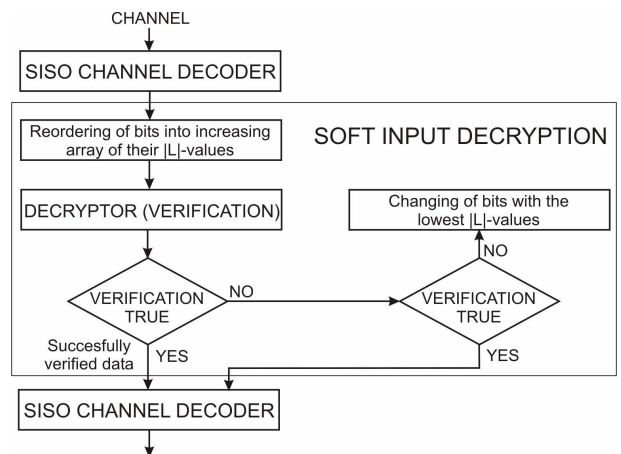 CHANNEL
SISO CHANNEL DECODER
Reordering of bits into increasing
array of their |L|-values
SOFT INPUT DECRYPTION
DECRYPTOR (VERIFICATION)
Changing of bits with the
lowest |L|-values
NO
VERIFICATION
TRUE
NO
VERIFICATION
TRUE
Succesfully
verified data
YES
YES
SISO CHANNEL DECODER